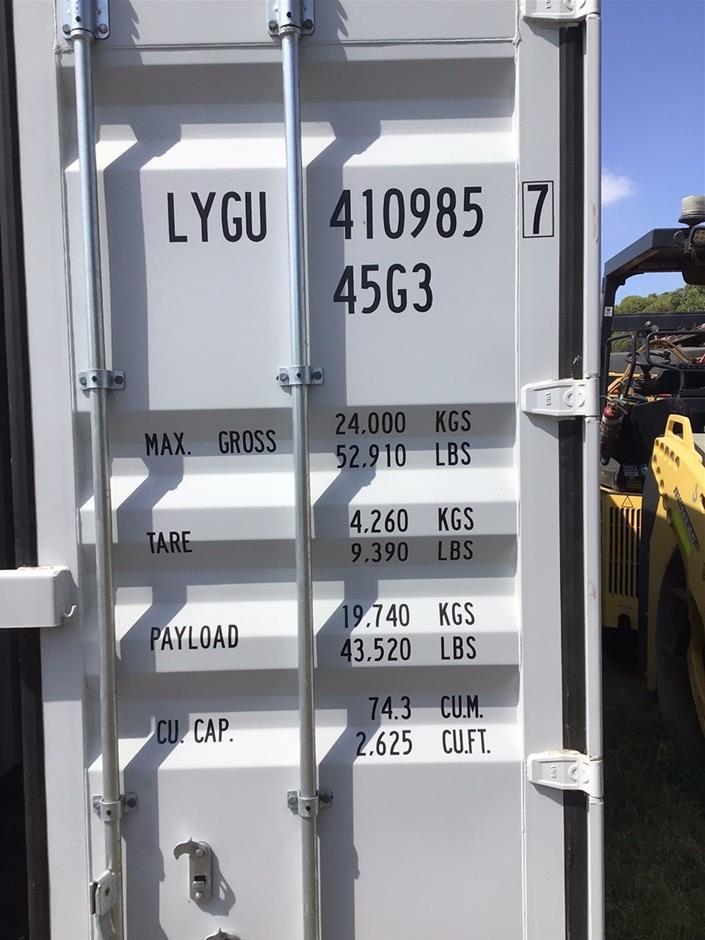 LYGU 410985 7
45G3
MAX. GROSS 24,000 KGS
52,910 LBS
TARE 4,260 KGS
9,390 LBS
PAYLOAD 19,740 KGS
43,520 LBS
CU. CAP. 74.3 CU.M.
2,625 CU.FT.